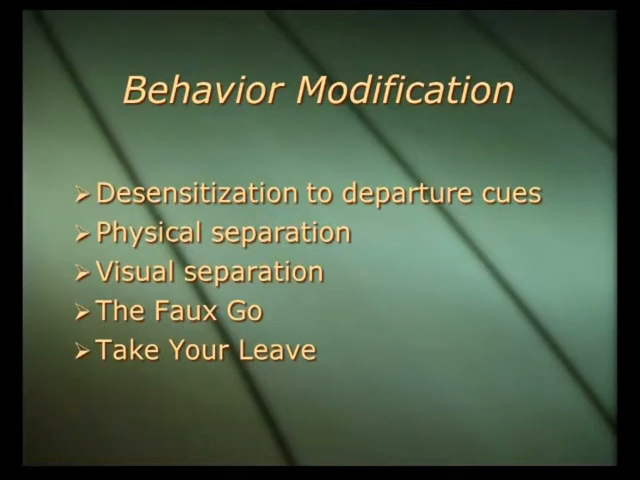 Behavior Modification
Desensitization to departure cues
Physical separation
Visual separation
The Faux Go
Take Your Leave